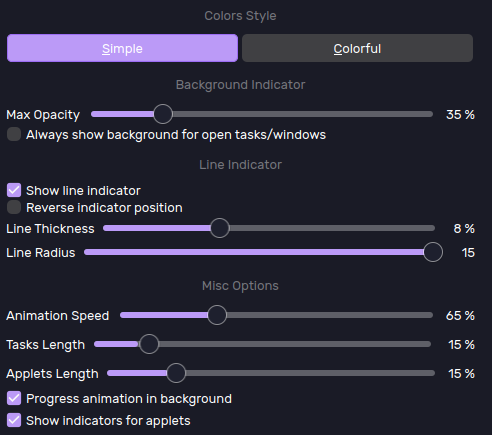 Colors Style
Simple Colorful
Background Indicator
Max Opacity 35 %
Always show background for open tasks/windows
Line Indicator
Show line indicator
Reverse indicator position
Line Thickness 8 %
Line Radius 15
Misc Options
Animation Speed 65 %
Tasks Length 15 %
Applets Length 15 %
Progress animation in background
Show indicators for applets